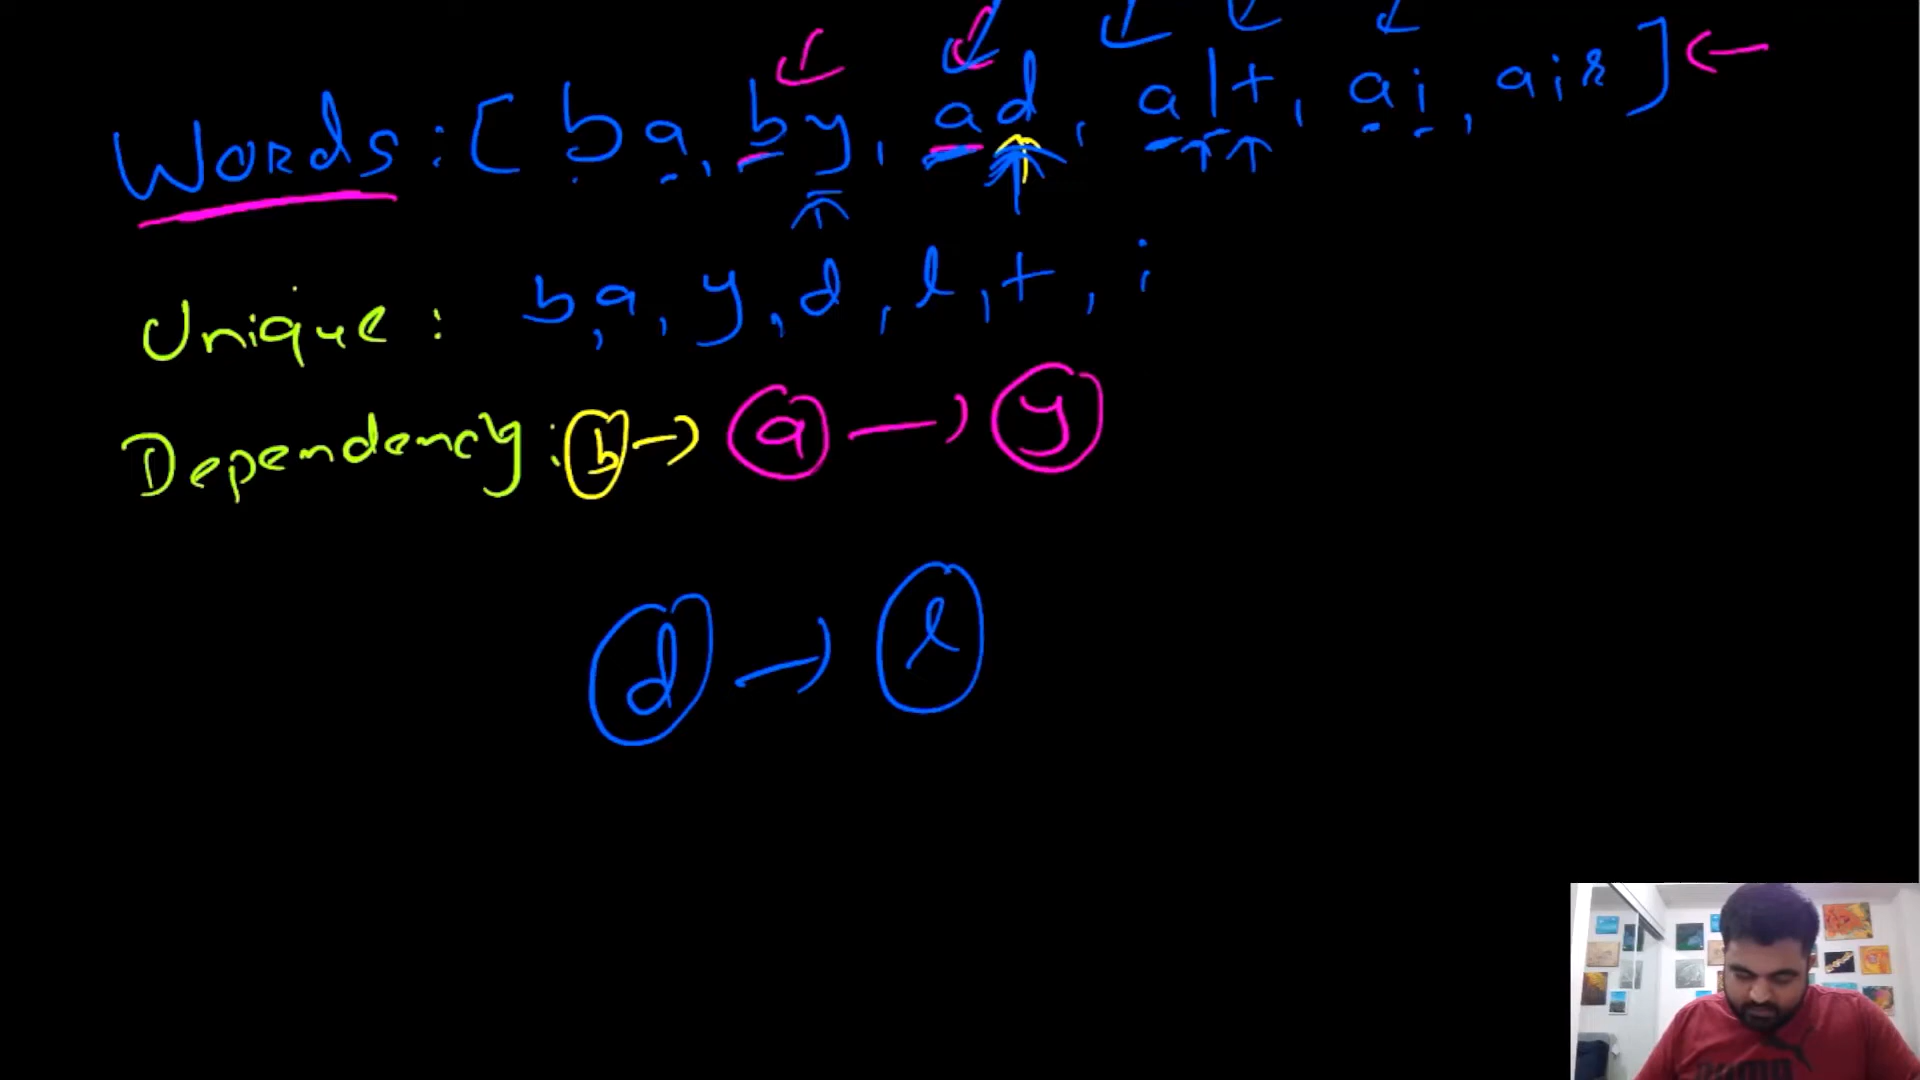 Words : [ ba, by, ad, alt, ai, air ]
Unique : b, a, y, d, l, t, i
Dependency : b → a → y
d → l